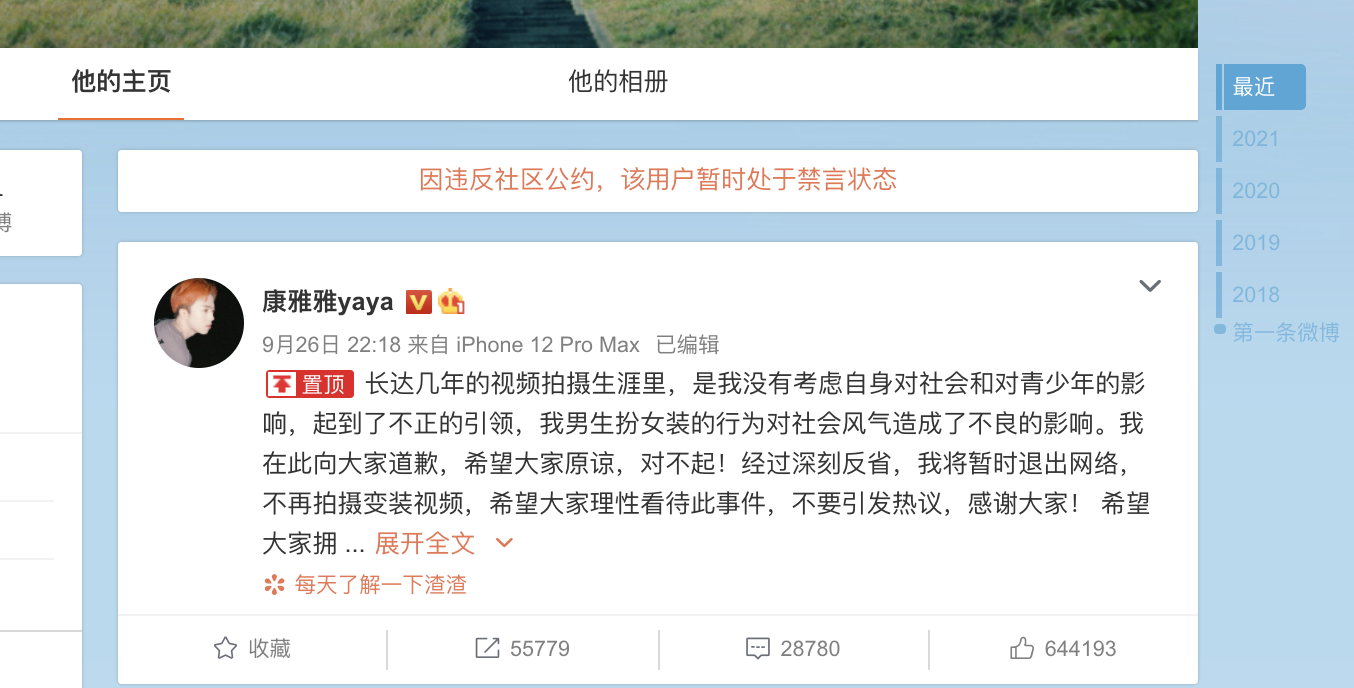 他的主页
他的相册
最近
2021
2020
2019
2018
第一条微博
博
因违反社区公约，该用户暂时处于禁言状态
康雅雅yaya V
9月26日 22:18 来自 iPhone 12 Pro Max 已编辑
置顶 长达几年的视频拍摄生涯里，是我没有考虑自身对社会和对青少年的影
响，起到了不正的引领，我男生扮女装的行为对社会风气造成了不良的影响。我
在此向大家道歉，希望大家原谅，对不起！经过深刻反省，我将暂时退出网络，
不再拍摄变装视频，希望大家理性看待此事件，不要引发热议，感谢大家！ 希望
大家拥 ... 展开全文
每天了解一下渣渣
收藏
55779
28780
644193